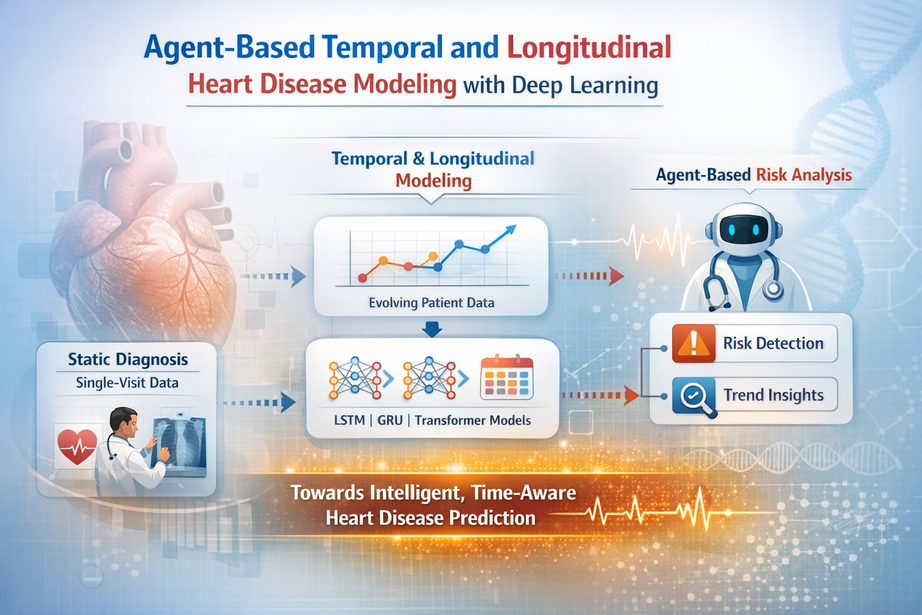 Agent-Based Temporal and Longitudinal
Heart Disease Modeling with Deep Learning
Temporal & Longitudinal
Modeling
Agent-Based Risk Analysis
Evolving Patient Data
Static Diagnosis
Single-Visit Data
LSTM | GRU | Transformer Models
Risk Detection
Trend Insights
Towards Intelligent, Time-Aware
Heart Disease Prediction